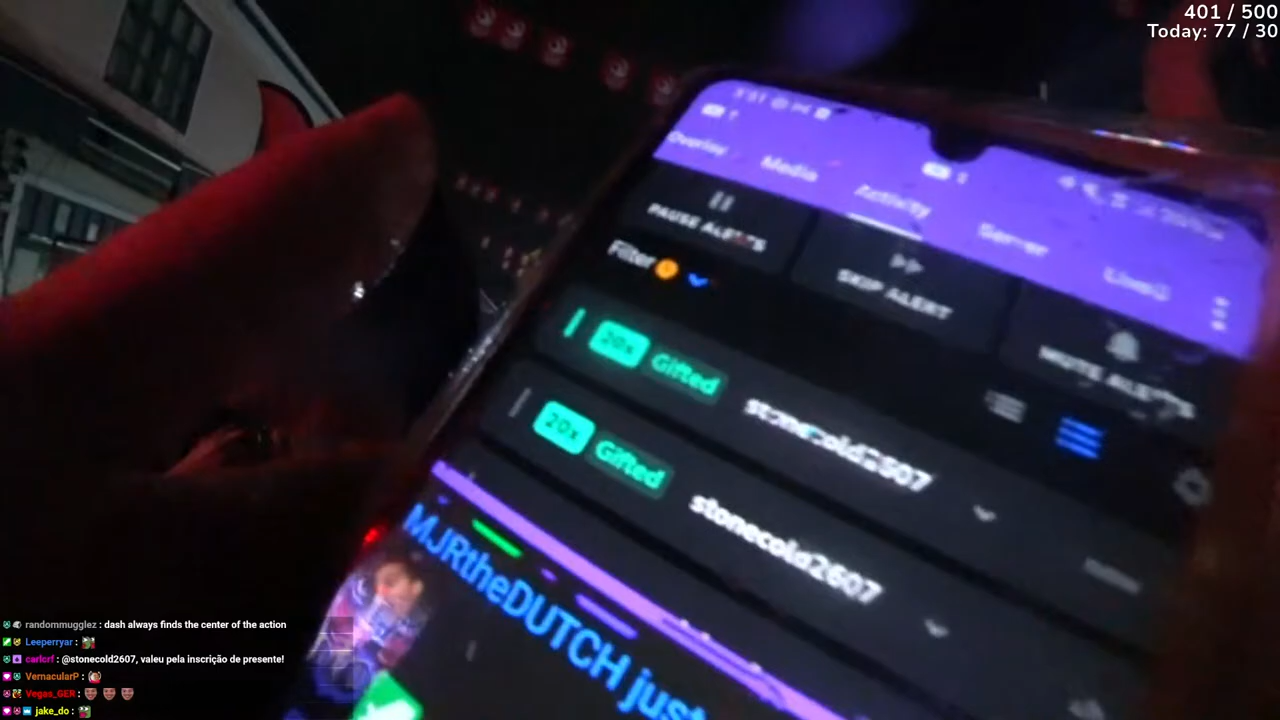 401 / 500
Today: 77 / 30
Overlay Media Activity Server
PAUSE ALERTS
SKIP ALERT
MUTE ALERTS
Filter
20x Gifted stonecold2607
20x Gifted stonecold2607
MJRtheDUTCH just
randommugglez : dash always finds the center of the action
Leeperryar :
carlcrf : @stonecold2607, valeu pela inscrição de presente!
VernacularP :
Vegas_GER :
jake_do :